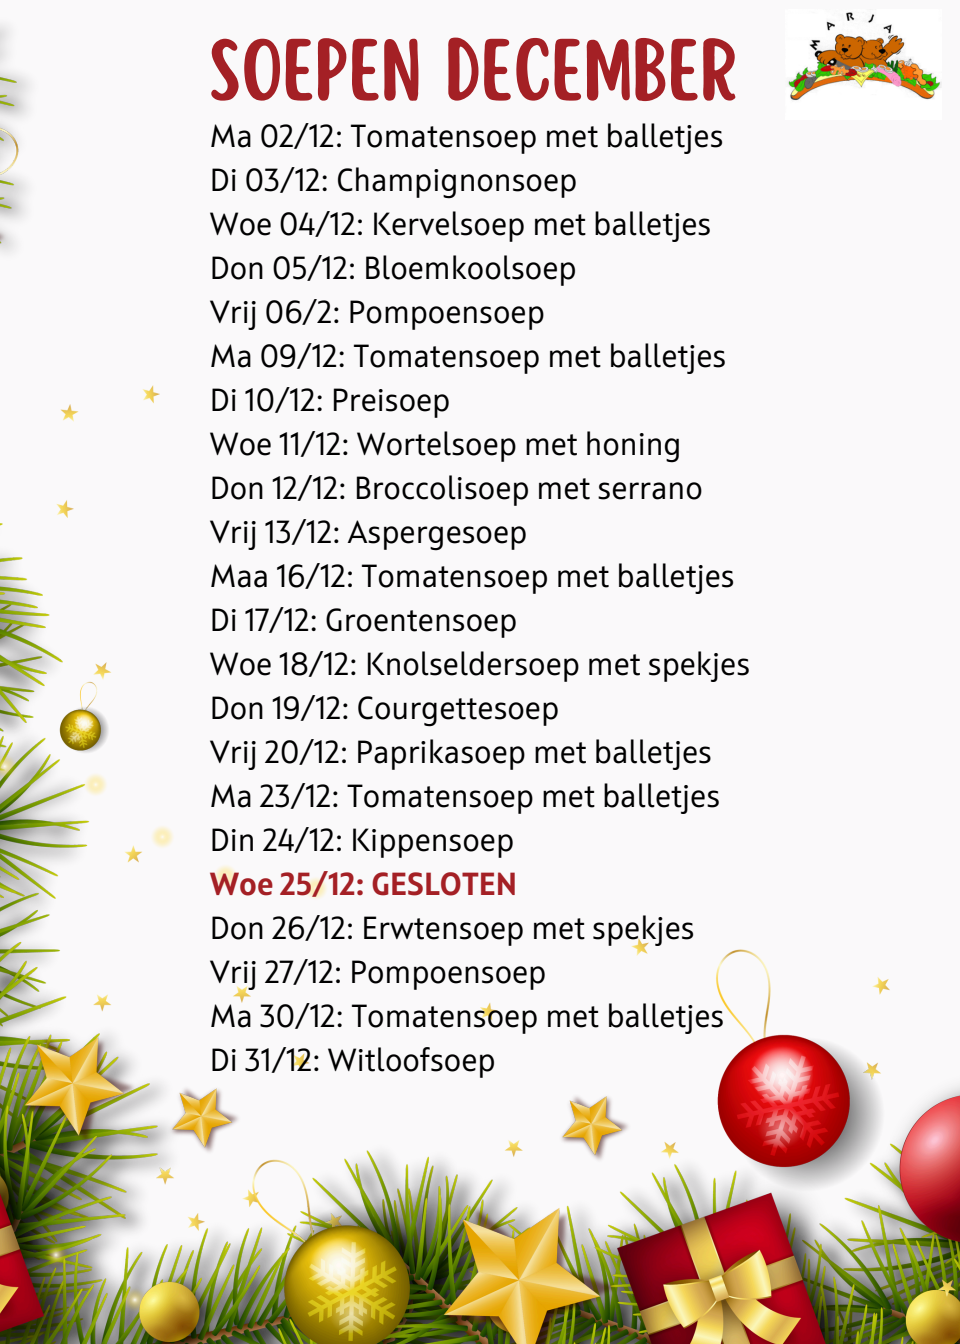 MARJA
SOEPEN DECEMBER
Ma 02/12: Tomatensoep met balletjes
Di 03/12: Champignonsoep
Woe 04/12: Kervelsoep met balletjes
Don 05/12: Bloemkoolsoep
Vrij 06/2: Pompoensoep
Ma 09/12: Tomatensoep met balletjes
Di 10/12: Preisoep
Woe 11/12: Wortelsoep met honing
Don 12/12: Broccolisoep met serrano
Vrij 13/12: Aspergesoep
Maa 16/12: Tomatensoep met balletjes
Di 17/12: Groentensoep
Woe 18/12: Knolseldersoep met spekjes
Don 19/12: Courgettesoep
Vrij 20/12: Paprikasoep met balletjes
Ma 23/12: Tomatensoep met balletjes
Din 24/12: Kippensoep
Woe 25/12: GESLOTEN
Don 26/12: Erwtensoep met spekjes
Vrij 27/12: Pompoensoep
Ma 30/12: Tomatensoep met balletjes
Di 31/12: Witloofsoep